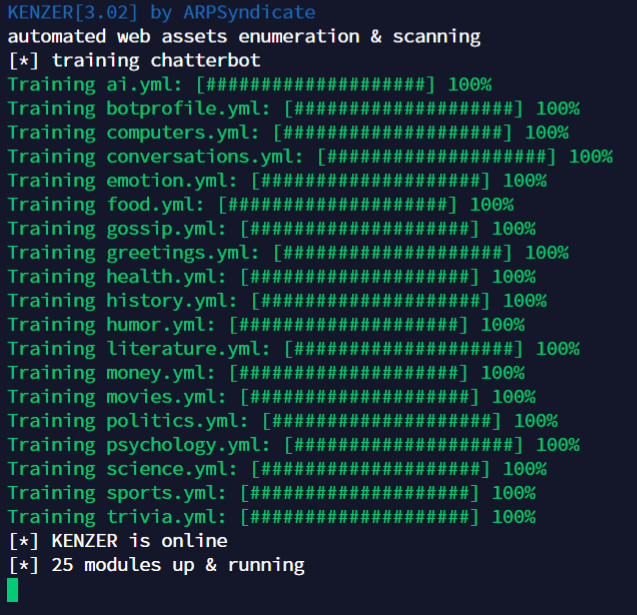 KENZER[3.02] by ARPSyndicate
automated web assets enumeration & scanning
[*] training chatterbot
Training ai.yml: [####################] 100%
Training botprofile.yml: [####################] 100%
Training computers.yml: [####################] 100%
Training conversations.yml: [####################] 100%
Training emotion.yml: [####################] 100%
Training food.yml: [####################] 100%
Training gossip.yml: [####################] 100%
Training greetings.yml: [####################] 100%
Training health.yml: [####################] 100%
Training history.yml: [####################] 100%
Training humor.yml: [####################] 100%
Training literature.yml: [####################] 100%
Training money.yml: [####################] 100%
Training movies.yml: [####################] 100%
Training politics.yml: [####################] 100%
Training psychology.yml: [####################] 100%
Training science.yml: [####################] 100%
Training sports.yml: [####################] 100%
Training trivia.yml: [####################] 100%
[*] KENZER is online
[*] 25 modules up & running